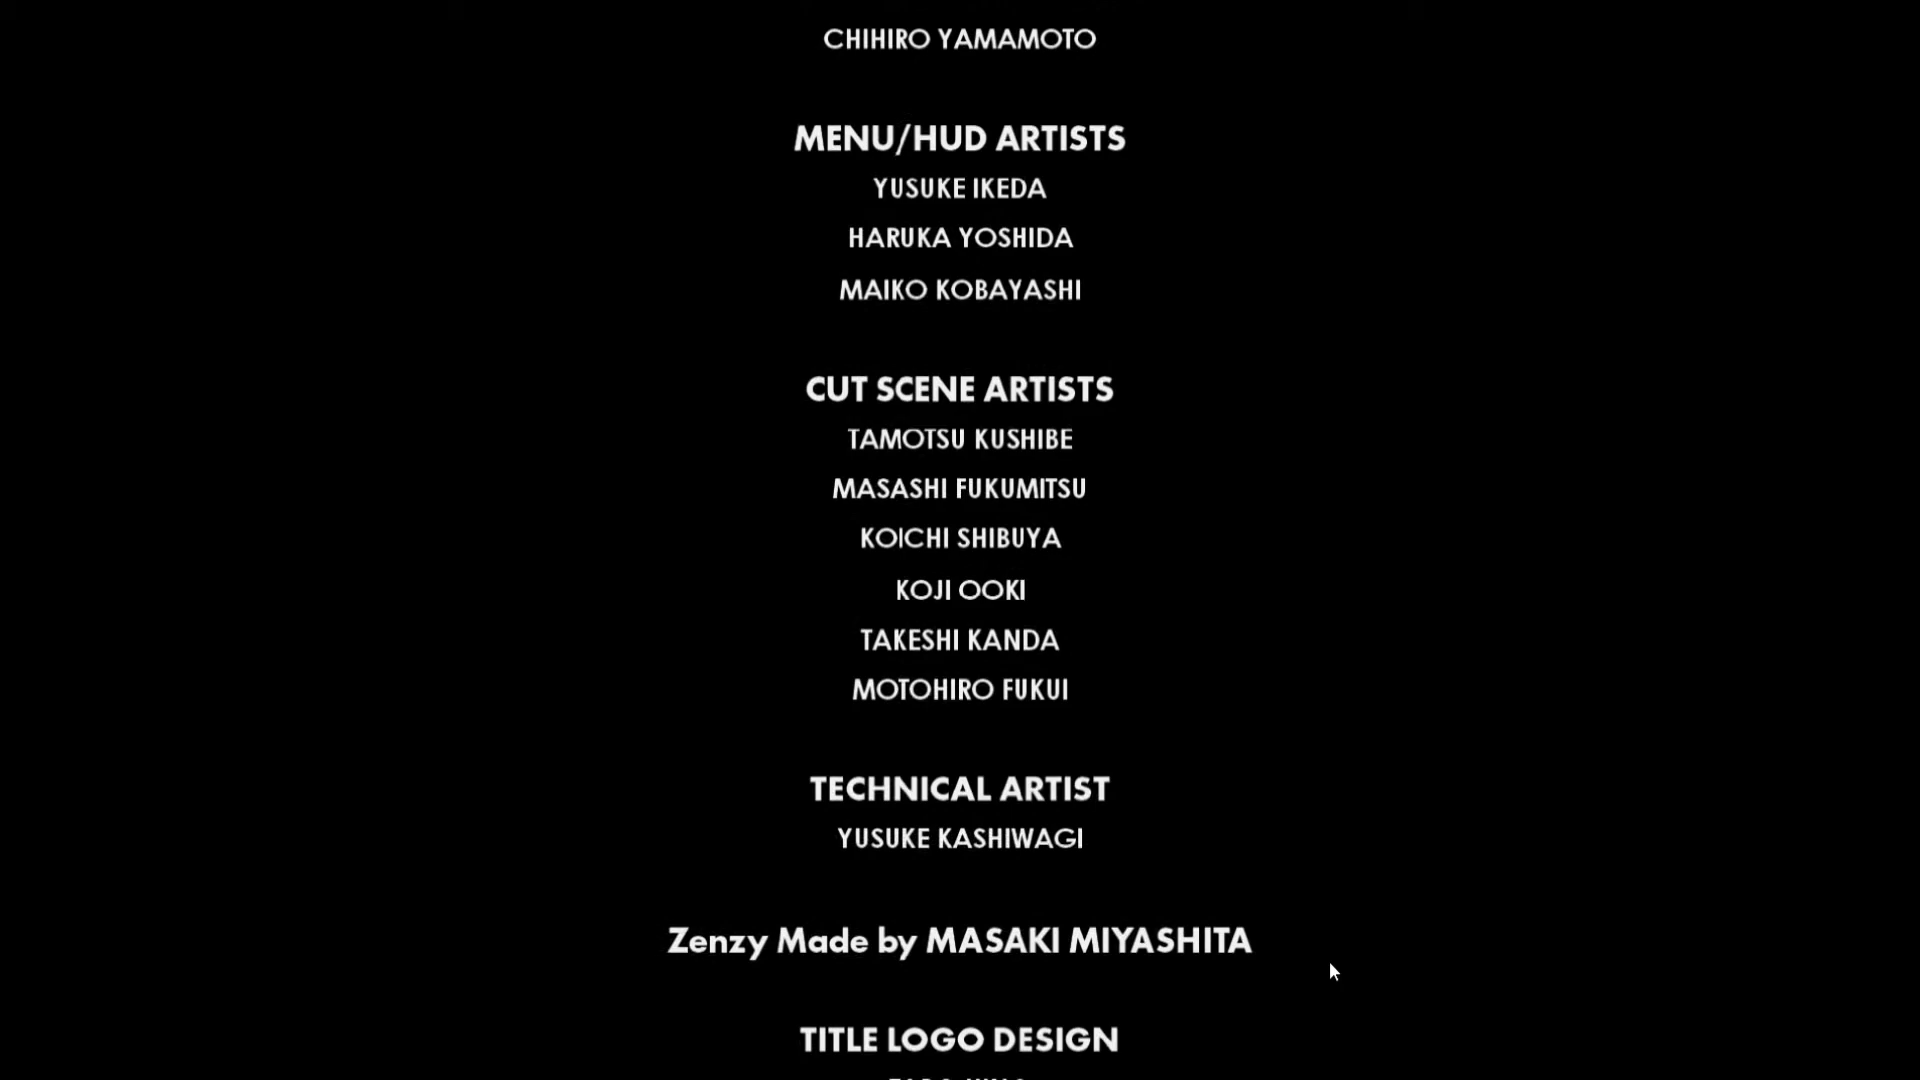 CHIHIRO YAMAMOTO
MENU/HUD ARTISTS
YUSUKE IKEDA
HARUKA YOSHIDA
MAIKO KOBAYASHI
CUT SCENE ARTISTS
TAMOTSU KUSHIBE
MASASHI FUKUMITSU
KOICHI SHIBUYA
KOJI OOKI
TAKESHI KANDA
MOTOHIRO FUKUI
TECHNICAL ARTIST
YUSUKE KASHIWAGI
Zenzy Made by MASAKI MIYASHITA
TITLE LOGO DESIGN